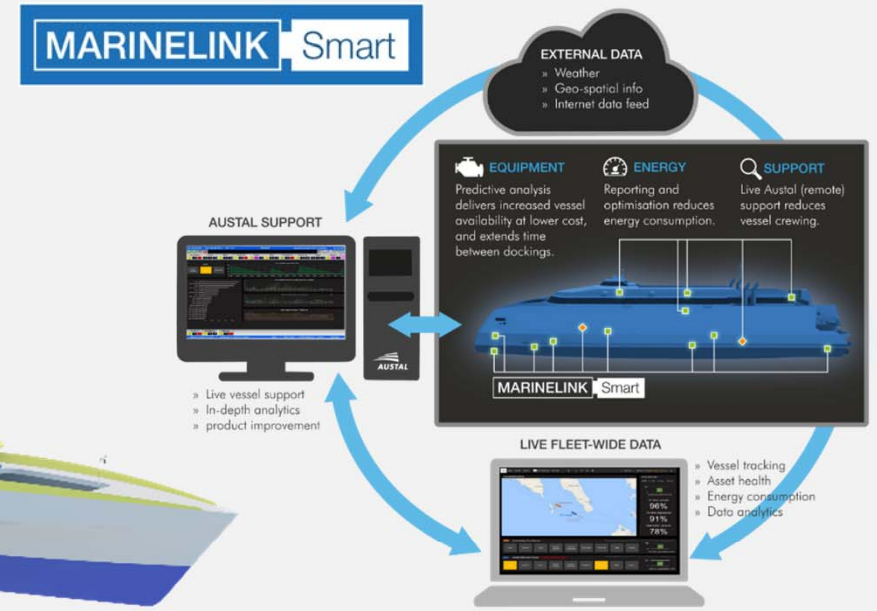 MARINELINK Smart
EXTERNAL DATA
» Weather
» Geo-spatial info
» Internet data feed
EQUIPMENT
Predictive analysis
delivers increased vessel
availability at lower cost,
and extends time
between dockings.
ENERGY
Reporting and
optimisation reduces
energy consumption.
SUPPORT
Live Austal (remote)
support reduces
vessel crewing.
MARINELINK Smart
AUSTAL SUPPORT
AUSTAL
» Live vessel support
» In-depth analytics
» product improvement
LIVE FLEET-WIDE DATA
96%
91%
78%
» Vessel tracking
» Asset health
» Energy consumption
» Data analytics